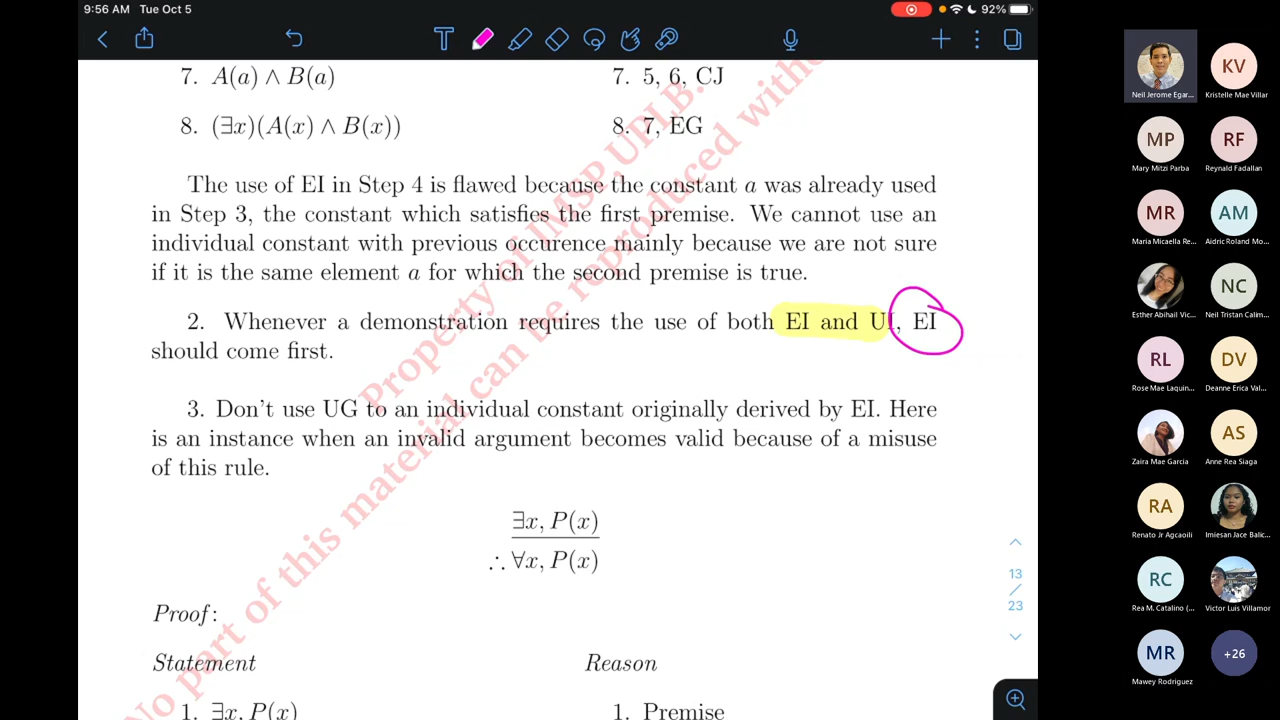 9:56 AM Tue Oct 5
92%
7. A(a) ∧ B(a) 7. 5, 6, CJ
8. (∃x)(A(x) ∧ B(x)) 8. 7, EG
The use of EI in Step 4 is flawed because the constant a was already used
in Step 3, the constant which satisfies the first premise. We cannot use an
individual constant with previous occurence mainly because we are not sure
if it is the same element a for which the second premise is true.
2. Whenever a demonstration requires the use of both EI and UI, EI
should come first.
3. Don't use UG to an individual constant originally derived by EI. Here
is an instance when an invalid argument becomes valid because of a misuse
of this rule.
∃x, P(x)
∴ ∀x, P(x)
Proof:
Statement Reason
1. ∃x, P(x) 1. Premise
Property of IMSP, UPLB.
No part of this material can be reproduced witho
13
/
23
Neil Jerome Egar...
KV
Kristelle Mae Villar
MP
Mary Mitzi Parba
RF
Reynald Fadallan
MR
Maria Micaella Re...
AM
Aidric Roland Mo...
Esther Abihail Vic...
NC
Neil Tristan Calim...
RL
Rose Mae Laquin...
DV
Deanne Erica Val...
Zaira Mae Garcia
AS
Anne Rea Siaga
RA
Renato Jr Agcaoili
Imiesan Jace Balic...
RC
Rea M. Catalino (...
Victor Luis Villamor
MR
Mawey Rodriguez
+26